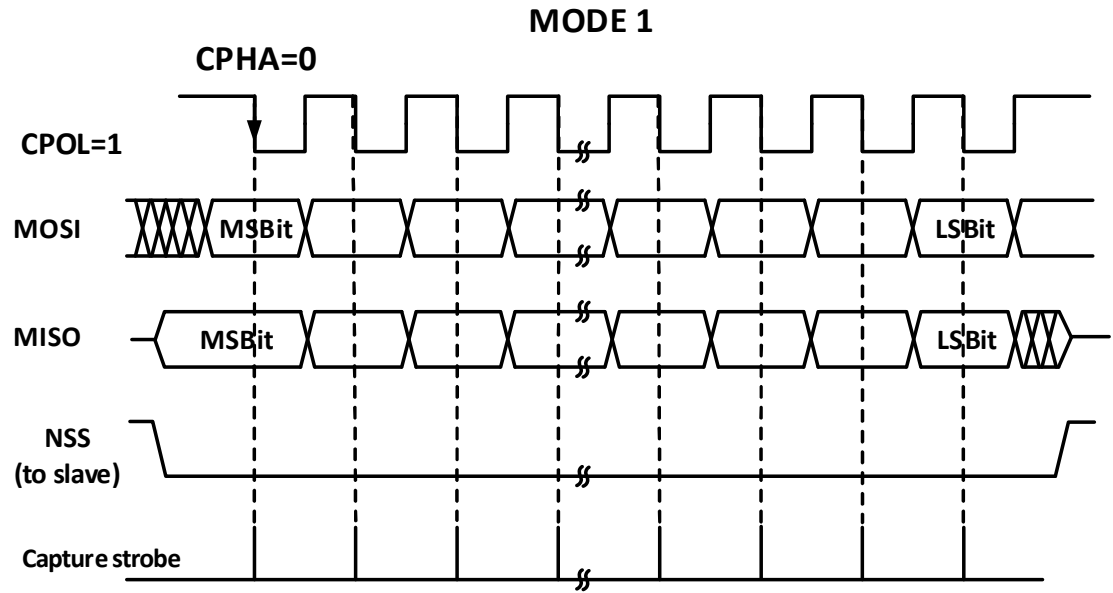 MODE 1
CPHA=0
CPOL=1
MOSI
MSBit
LSBit
MISO
MSBit
LSBit
NSS
(to slave)
Capture strobe